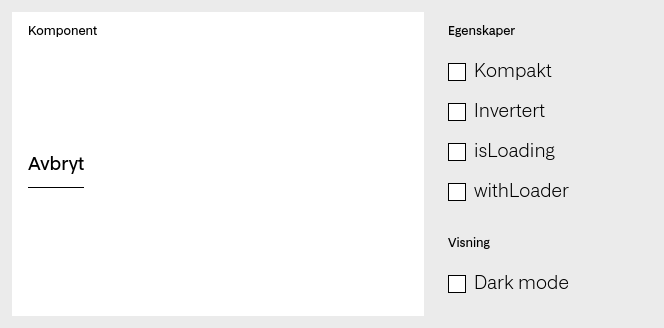 Komponent
Avbryt
Egenskaper
Kompakt
Invertert
isLoading
withLoader
Visning
Dark mode